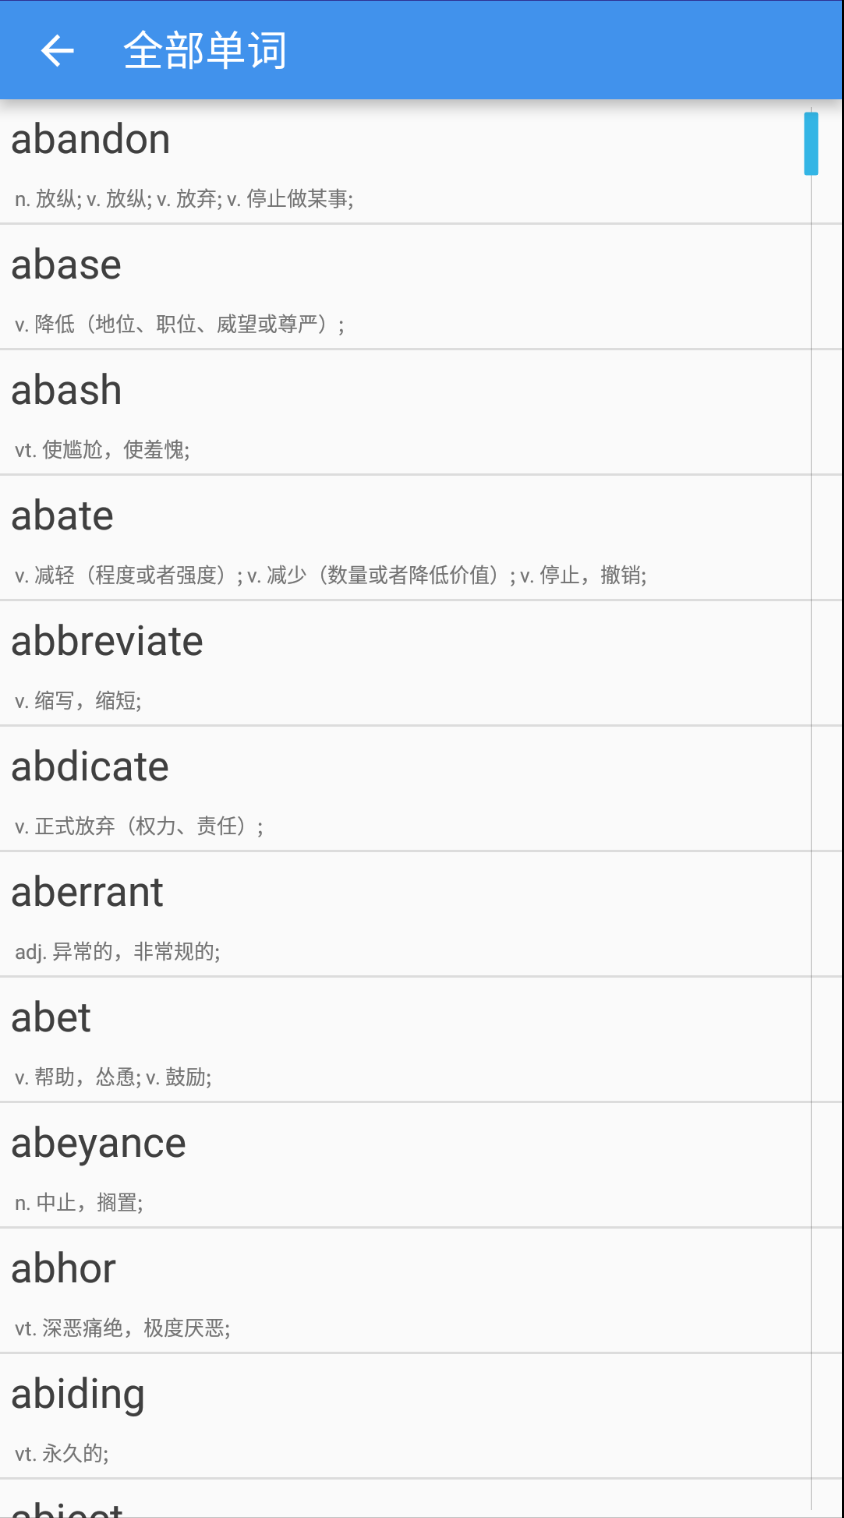 全部单词
abandon
n. 放纵; v. 放纵; v. 放弃; v. 停止做某事;
abase
v. 降低（地位、职位、威望或尊严）;
abash
vt. 使尴尬，使羞愧;
abate
v. 减轻（程度或者强度）; v. 减少（数量或者降低价值）; v. 停止，撤销;
abbreviate
v. 缩写，缩短;
abdicate
v. 正式放弃（权力、责任）;
aberrant
adj. 异常的，非常规的;
abet
v. 帮助，怂恿; v. 鼓励;
abeyance
n. 中止，搁置;
abhor
vt. 深恶痛绝，极度厌恶;
abiding
vt. 永久的;
abject